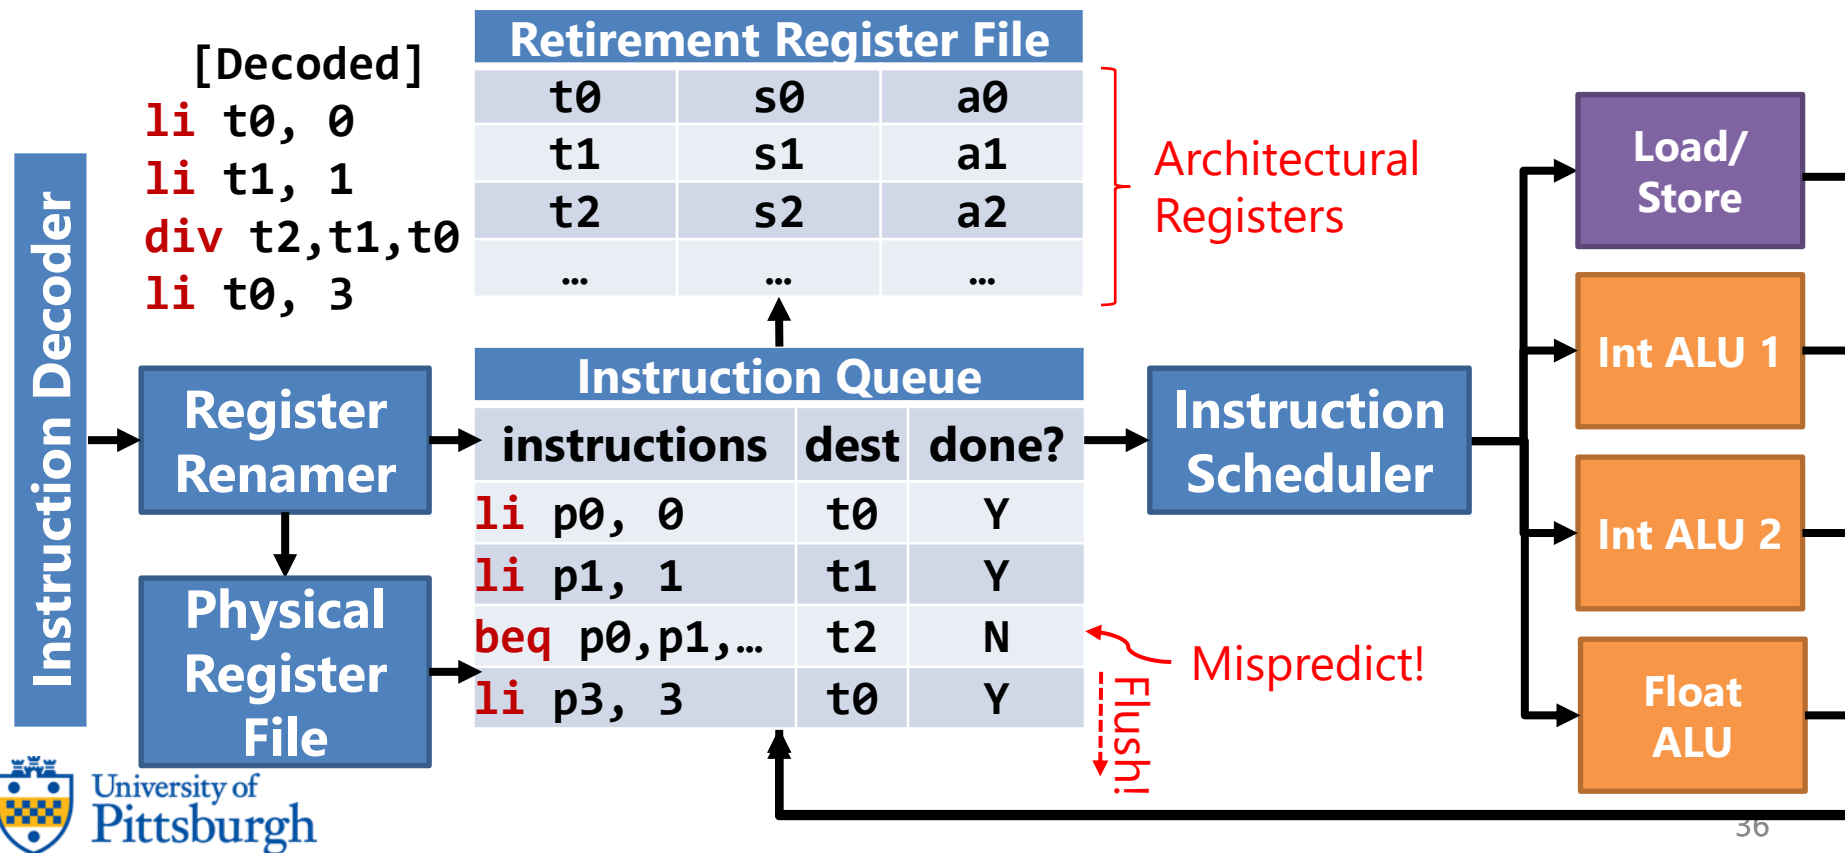 [Decoded]
li t0, 0
li t1, 1
div t2,t1,t0
li t0, 3
Instruction Decoder
Register
Renamer
Physical
Register
File
Retirement Register File
t0 s0 a0
t1 s1 a1
t2 s2 a2
… … …
Architectural
Registers
Instruction Queue
instructions dest done?
li p0, 0 t0 Y
li p1, 1 t1 Y
beq p0,p1,… t2 N
li p3, 3 t0 Y
Mispredict!
Flush!
Instruction
Scheduler
Load/
Store
Int ALU 1
Int ALU 2
Float
ALU
University of
Pittsburgh
36